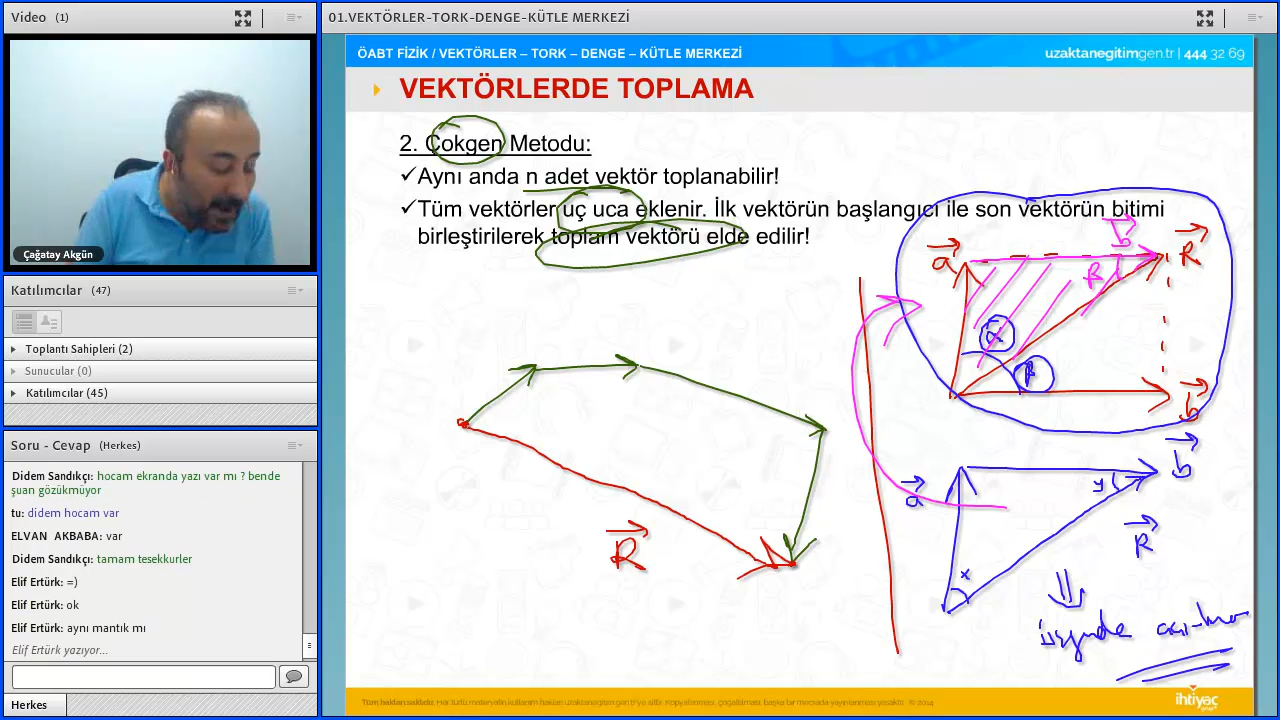 Video (1)
Çağatay Akgün
Katılımcılar (47)
Toplantı Sahipleri (2)
Sunucular (0)
Katılımcılar (45)
Soru - Cevap (Herkes)
Didem Sandıkçı: hocam ekranda yazı var mı ? bende
şuan gözükmüyor
tu: didem hocam var
ELVAN AKBABA: var
Didem Sandıkçı: tamam tesekkurler
Elif Ertürk: =)
Elif Ertürk: ok
Elif Ertürk: aynı mantık mı
Elif Ertürk yazıyor...
Herkes
01.VEKTÖRLER-TORK-DENGE-KÜTLE MERKEZİ
ÖABT FİZİK / VEKTÖRLER – TORK – DENGE – KÜTLE MERKEZİ
uzaktanegitimgen.tr | 444 32 69
VEKTÖRLERDE TOPLAMA
2. Çokgen Metodu:
✓Aynı anda n adet vektör toplanabilir!
✓Tüm vektörler uç uca eklenir. İlk vektörün başlangıcı ile son vektörün bitimi
birleştirilerek toplam vektörü elde edilir!
a b R
β
α
β
b
a b
y
R
R
x
ihtiyaç